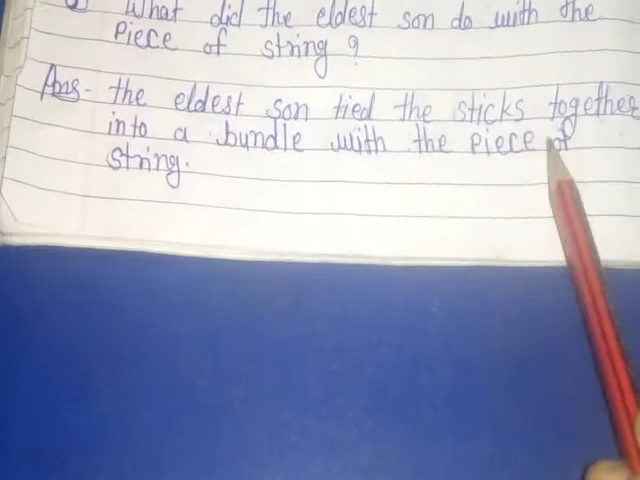 What did the eldest son do with the
Piece of string ?
Ans- the eldest son tied the sticks together
into a bundle with the piece of
string.